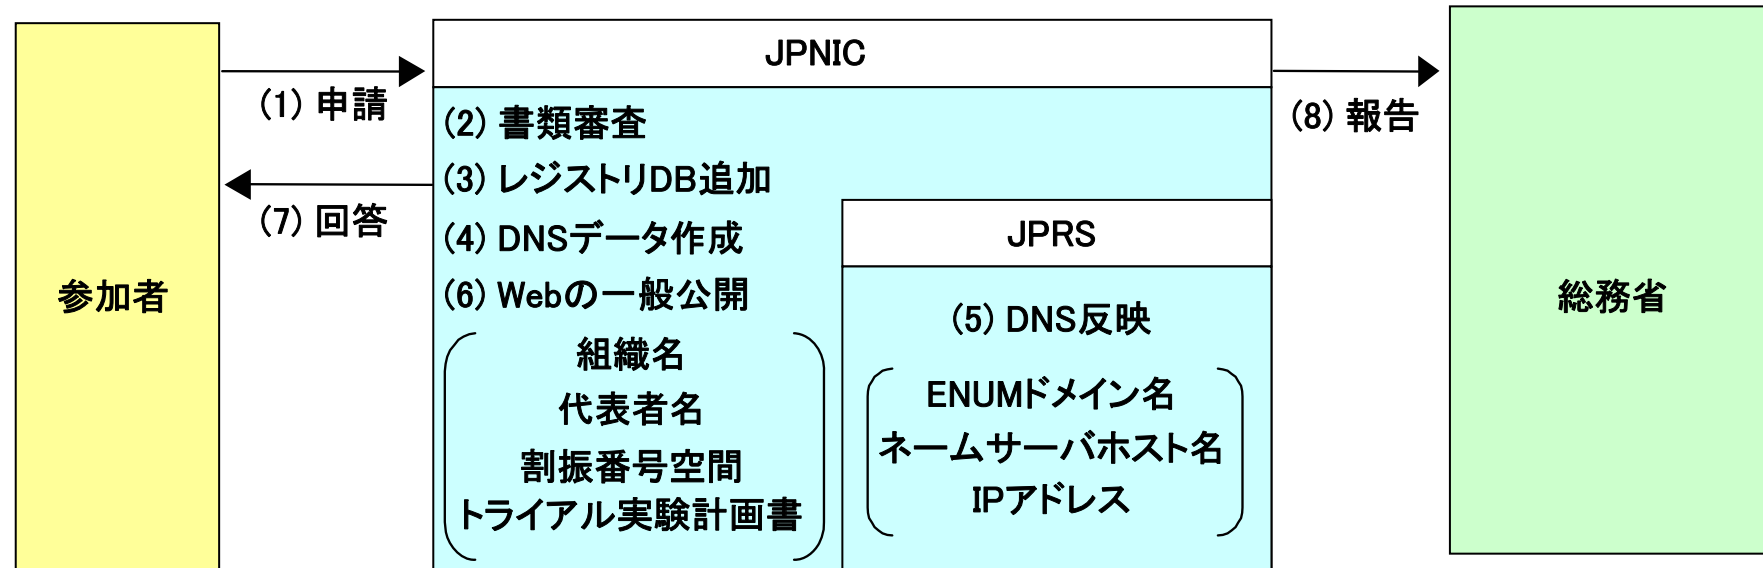 参加者
(1) 申請
(7) 回答
JPNIC
(2) 書類審査
(3) レジストリDB追加
(4) DNSデータ作成
(6) Webの一般公開
組織名
代表者名
割振番号空間
トライアル実験計画書
JPRS
(5) DNS反映
ENUMドメイン名
ネームサーバホスト名
IPアドレス
(8) 報告
総務省